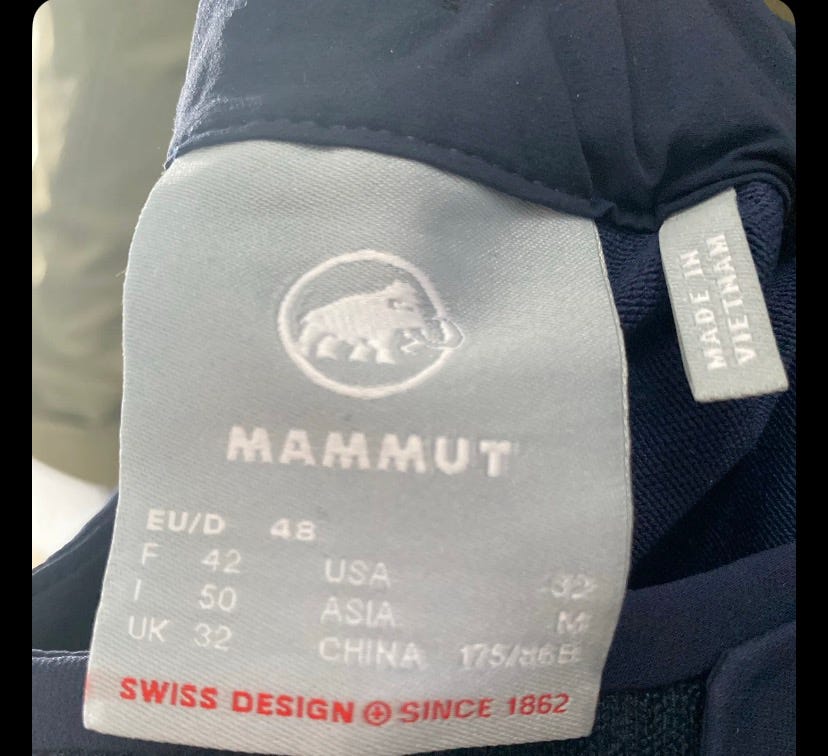 MAMMUT
EU/D 48
F 42
I 50
UK 32
USA 32
ASIA M
CHINA
SWISS DESIGN SINCE 1862
MADE IN
VIETNAM